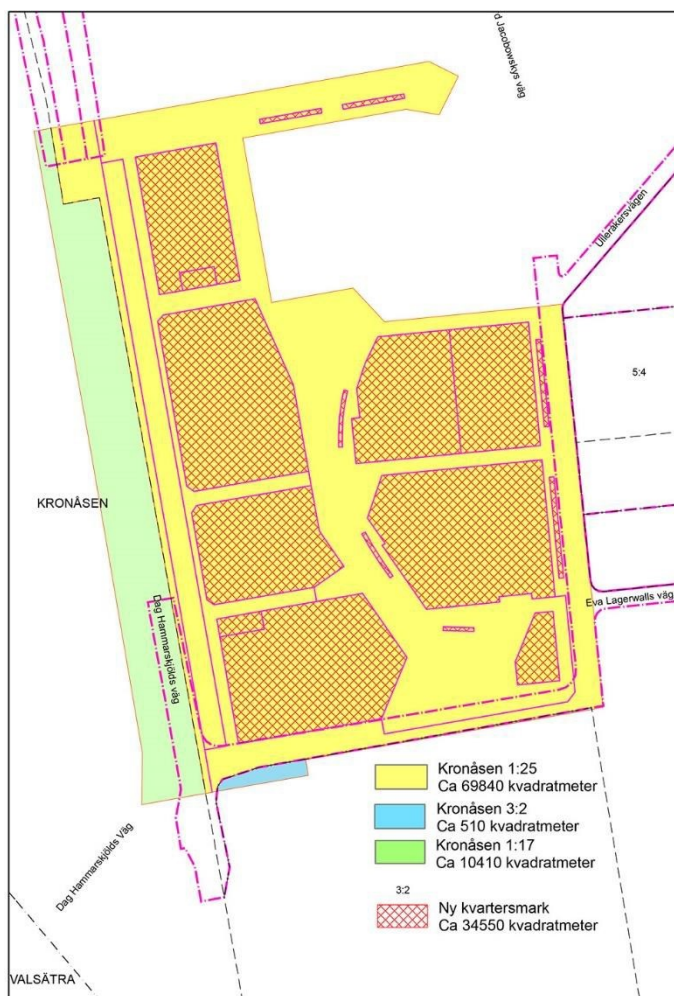 d Jacobowskys väg
Ulleråkersvägen
5:4
KRONÅSEN
Eva Lagerwalls väg
Dag Hammarskjölds väg
Kronåsen 1:25
Ca 69840 kvadratmeter
Kronåsen 3:2
Ca 510 kvadratmeter
Kronåsen 1:17
Ca 10410 kvadratmeter
Dag Hammarskjölds Väg
3:2
Ny kvartersmark
Ca 34550 kvadratmeter
VALSÄTRA